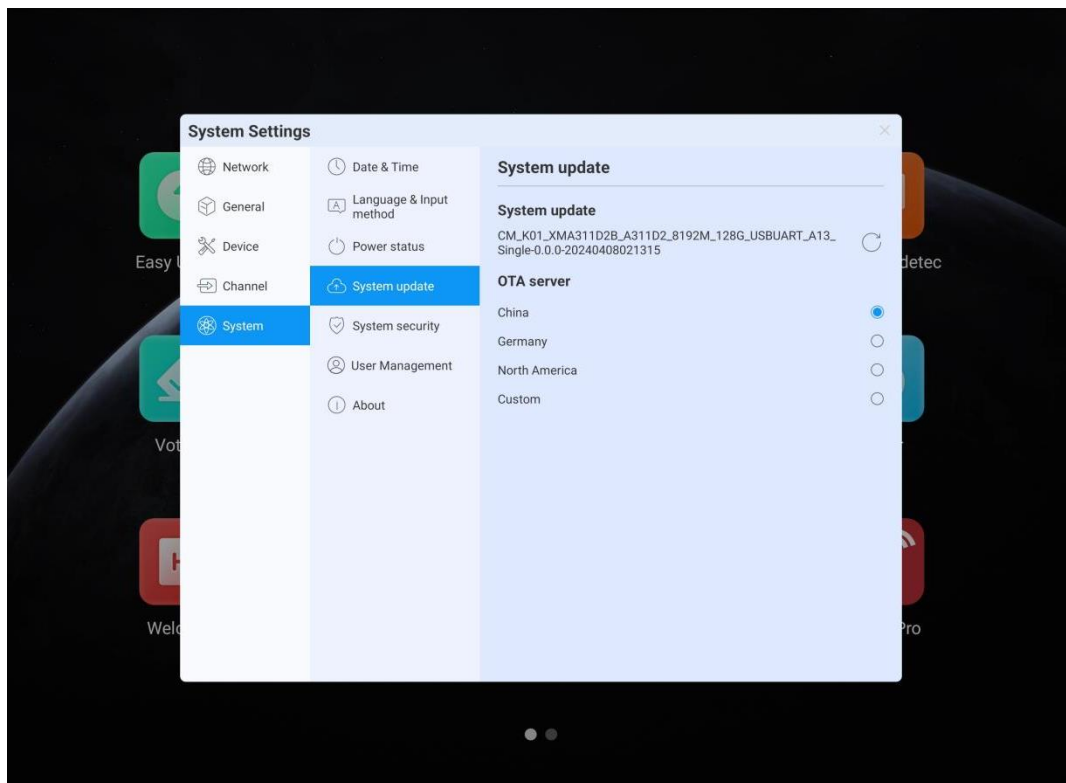 System Settings
Network
General
Device
Channel
System
Date & Time
Language & Input
method
Power status
System update
System security
User Management
About
System update
System update
CM_K01_XMA311D2B_A311D2_8192M_128G_USBUART_A13_
Single-0.0.0-20240408021315
OTA server
China
Germany
North America
Custom
Easy
detec
Vot
Welc
Pro